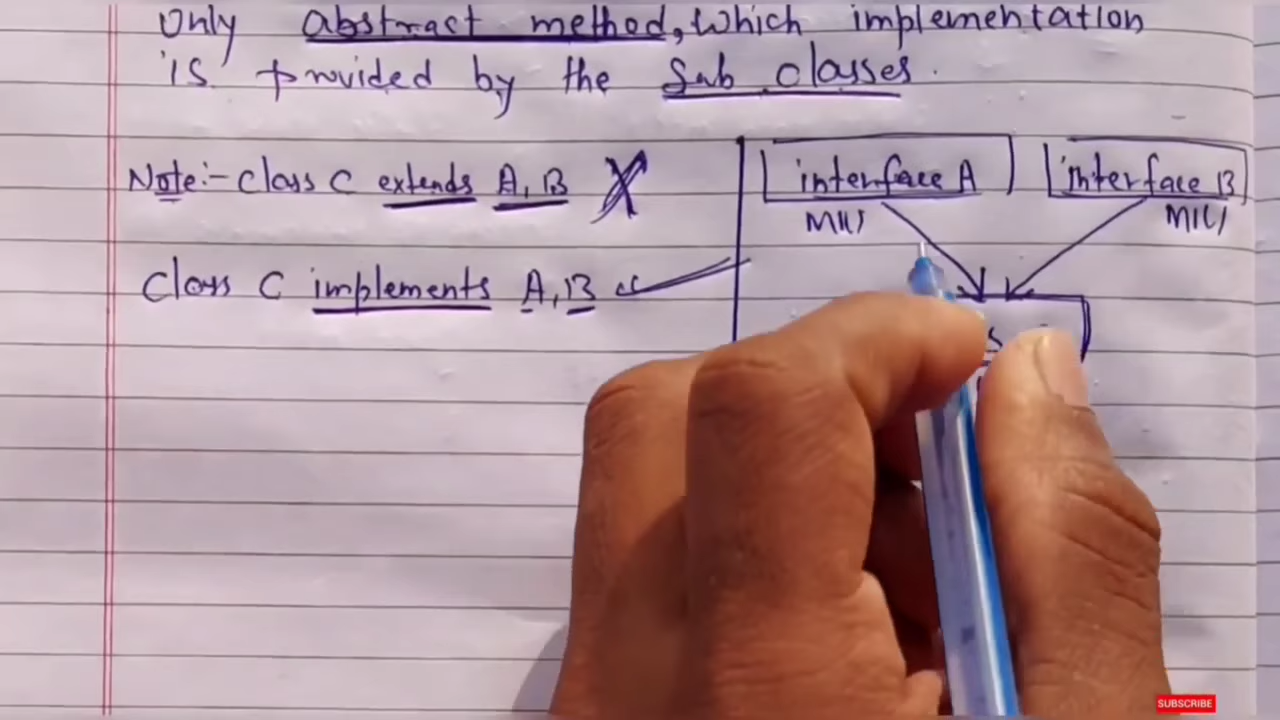 only abstract method, which implementation
is provided by the Sub classes.
Note:- class C extends A, B X
interface A interface B
M1() M1()
Class C implements A, B
SUBSCRIBE